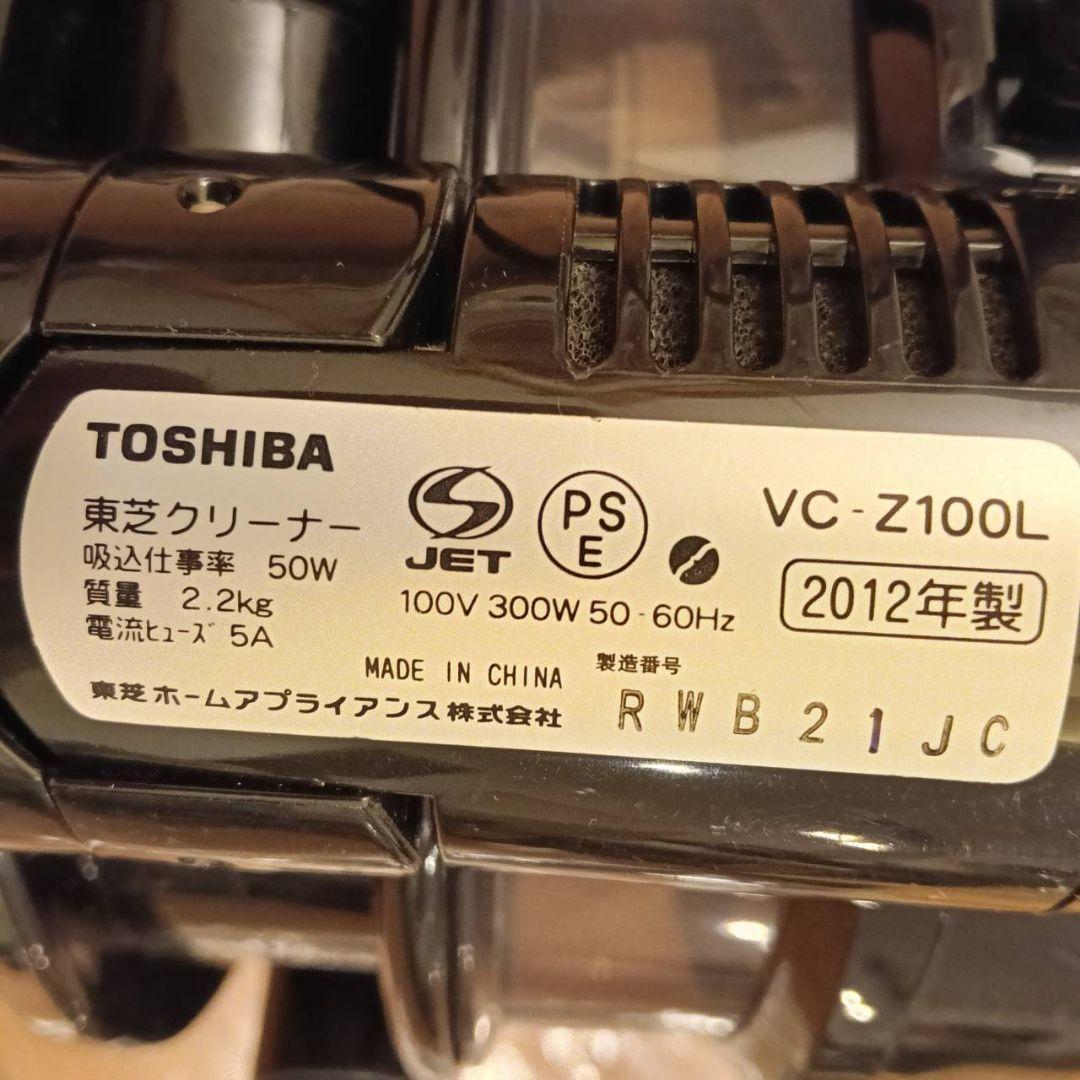 TOSHIBA
東芝クリーナー
吸込仕事率 50W
質量 2.2kg
電流ヒューズ 5A
JET
PS
E
100V 300W 50-60Hz
VC-Z100L
2012年製
MADE IN CHINA
東芝ホームアプライアンス株式会社
製造番号
RWB21JC